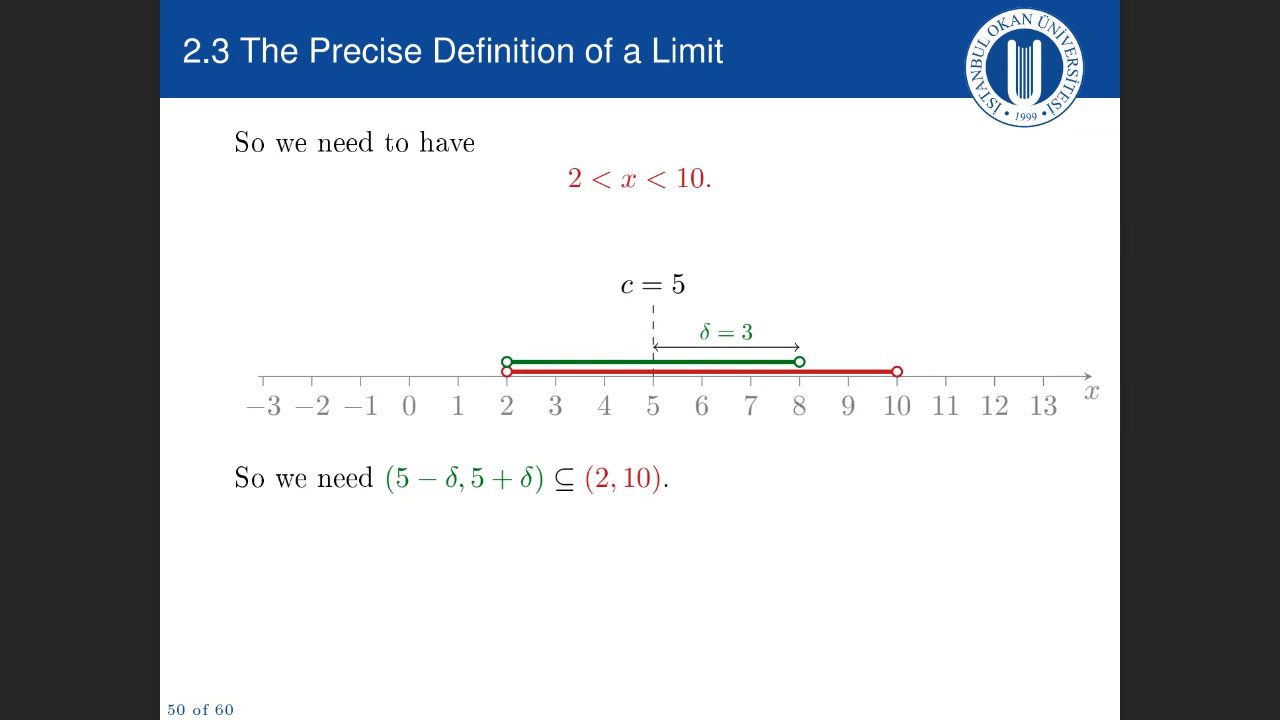 2.3 The Precise Definition of a Limit
İSTANBUL OKAN ÜNİVERSİTESİ
• 1999 •
So we need to have
2 < x < 10.
c = 5
δ = 3
−3 −2 −1 0 1 2 3 4 5 6 7 8 9 10 11 12 13 x
So we need (5 − δ, 5 + δ) ⊆ (2, 10).
50 of 60